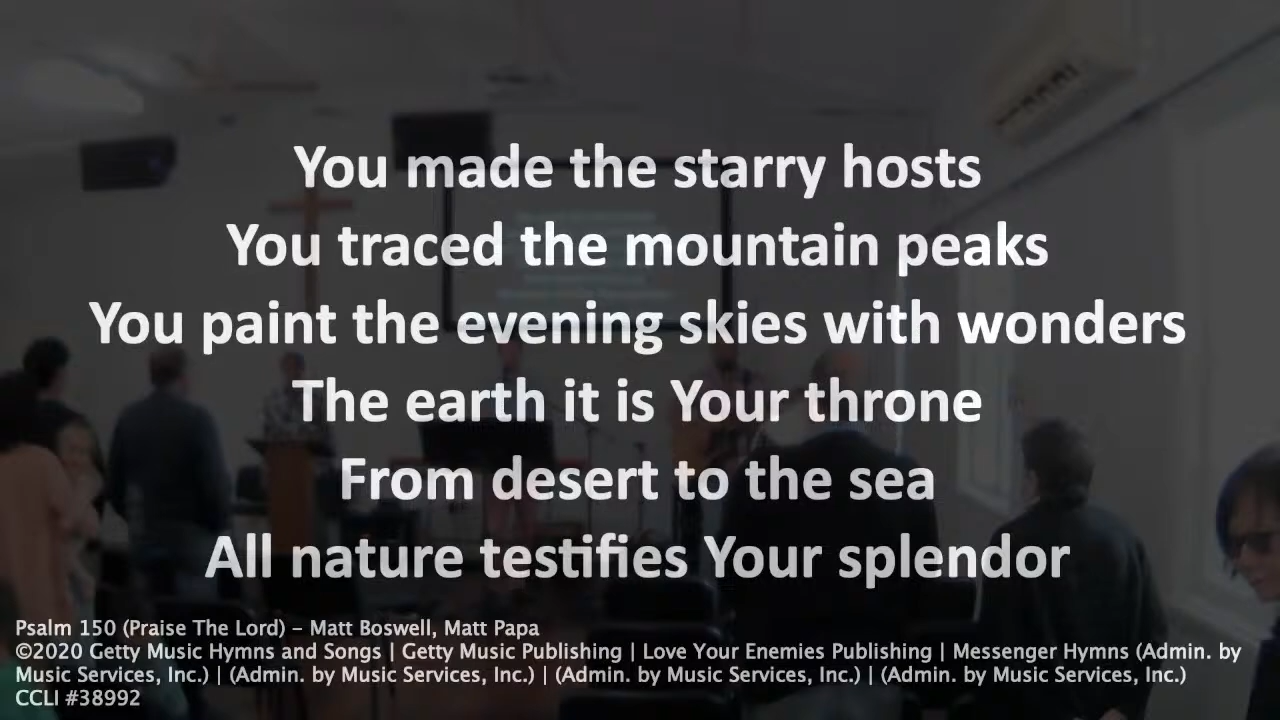 You made the starry hosts
You traced the mountain peaks
You paint the evening skies with wonders
The earth it is Your throne
From desert to the sea
All nature testifies Your splendor
Psalm 150 (Praise The Lord) – Matt Boswell, Matt Papa
©2020 Getty Music Hymns and Songs | Getty Music Publishing | Love Your Enemies Publishing | Messenger Hymns (Admin. by
Music Services, Inc.) | (Admin. by Music Services, Inc.) | (Admin. by Music Services, Inc.) | (Admin. by Music Services, Inc.)
CCLI #38992